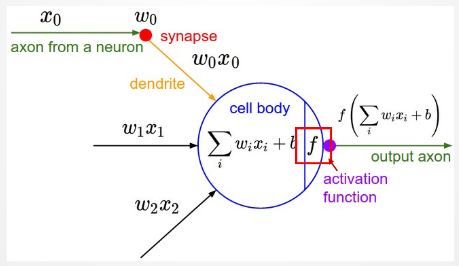 x₀
w₀
axon from a neuron
synapse
w₀x₀
dendrite
cell body
f(∑ᵢ wᵢxᵢ + b)
w₁x₁
∑ᵢ wᵢxᵢ + b
f
output axon
activation
function
w₂x₂